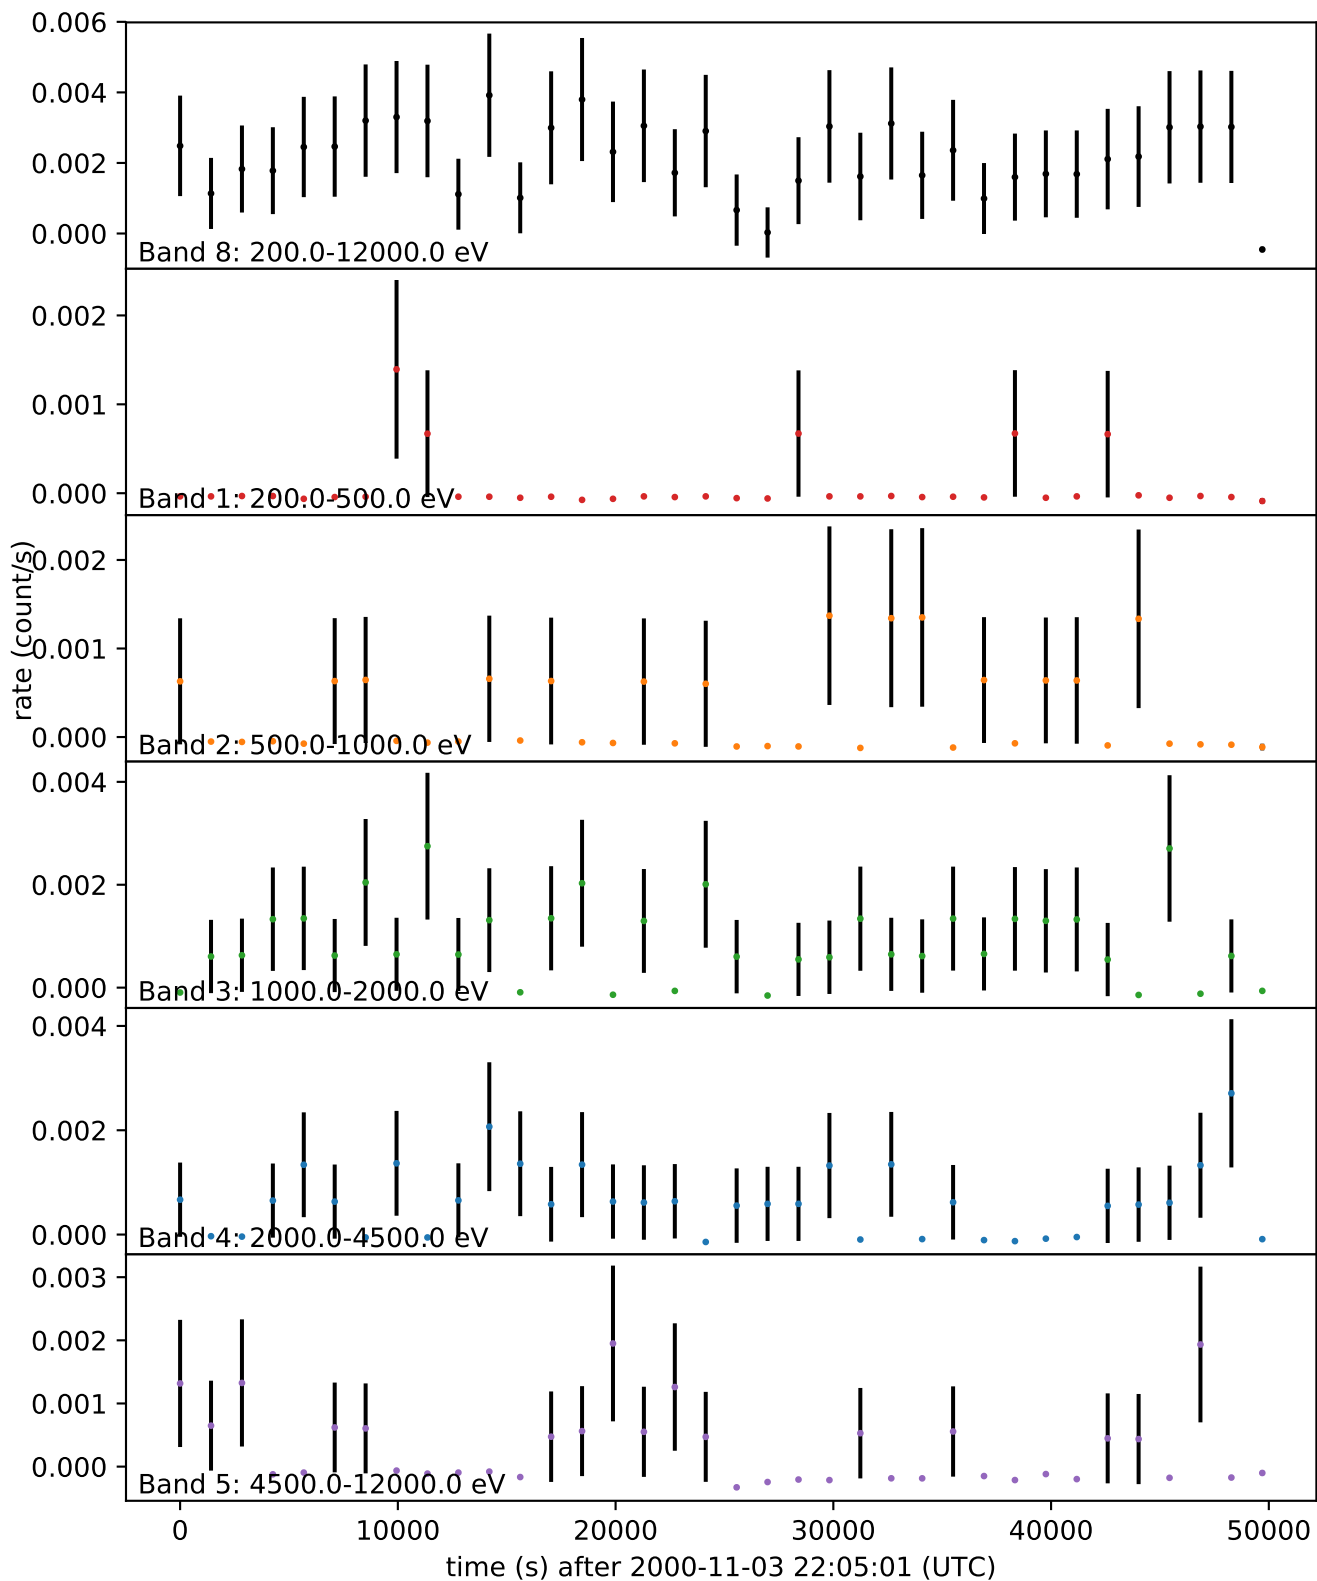 0.006
0.004
0.002
0.000
Band 8: 200.0-12000.0 eV
0.002
0.001
0.000
Band 1: 200.0-500.0 eV
rate (count/s)
0.002
0.001
0.000
Band 2: 500.0-1000.0 eV
0.004
0.002
0.000
Band 3: 1000.0-2000.0 eV
0.004
0.002
0.000
Band 4: 2000.0-4500.0 eV
0.003
0.002
0.001
0.000
Band 5: 4500.0-12000.0 eV
0 10000 20000 30000 40000 50000
time (s) after 2000-11-03 22:05:01 (UTC)